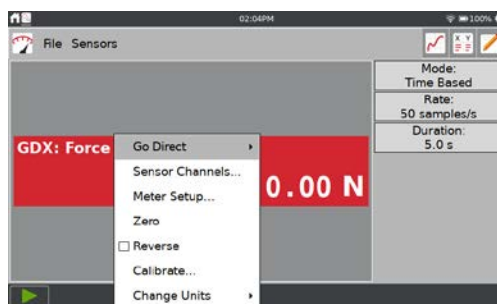 02:04PM
100%
File Sensors
X Y
Mode:
Time Based
Rate:
50 samples/s
Duration:
5.0 s
GDX: Force
0.00 N
Go Direct
Sensor Channels...
Meter Setup...
Zero
Reverse
Calibrate...
Change Units